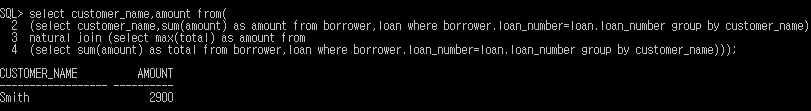 SQL> select customer_name,amount from(
2 (select customer_name,sum(amount) as amount from borrower,loan where borrower.loan_number=loan.loan_number group by customer_name)
3 natural join (select max(total) as amount from
4 (select sum(amount) as total from borrower,loan where borrower.loan_number=loan.loan_number group by customer_name)));
CUSTOMER_NAME AMOUNT
------------------ ----------
Smith 2900